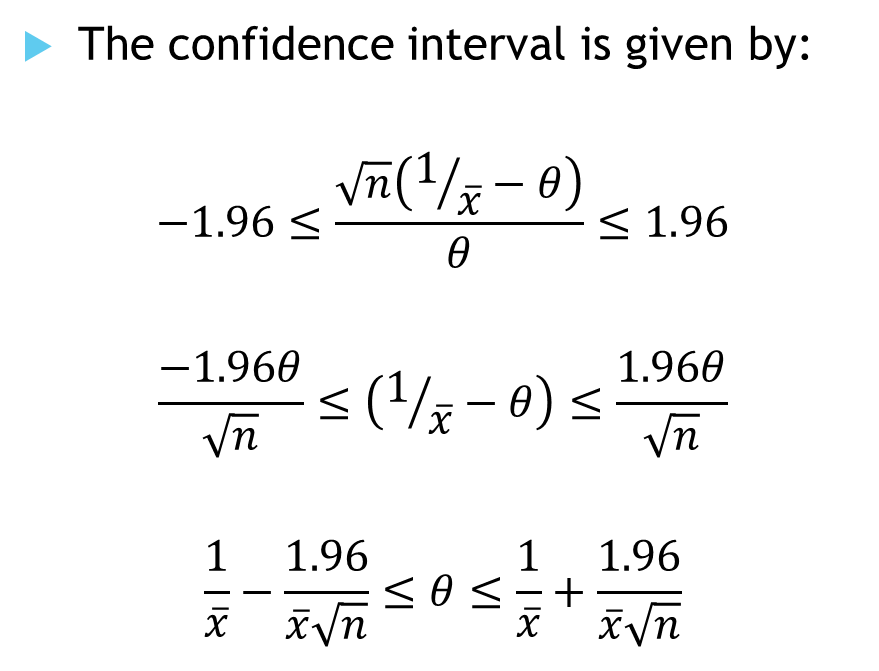 The confidence interval is given by:
−1.96 ≤ √n(1/x̄ − θ)/θ ≤ 1.96
−1.96θ/√n ≤ (1/x̄ − θ) ≤ 1.96θ/√n
1/x̄ − 1.96/x̄√n ≤ θ ≤ 1/x̄ + 1.96/x̄√n